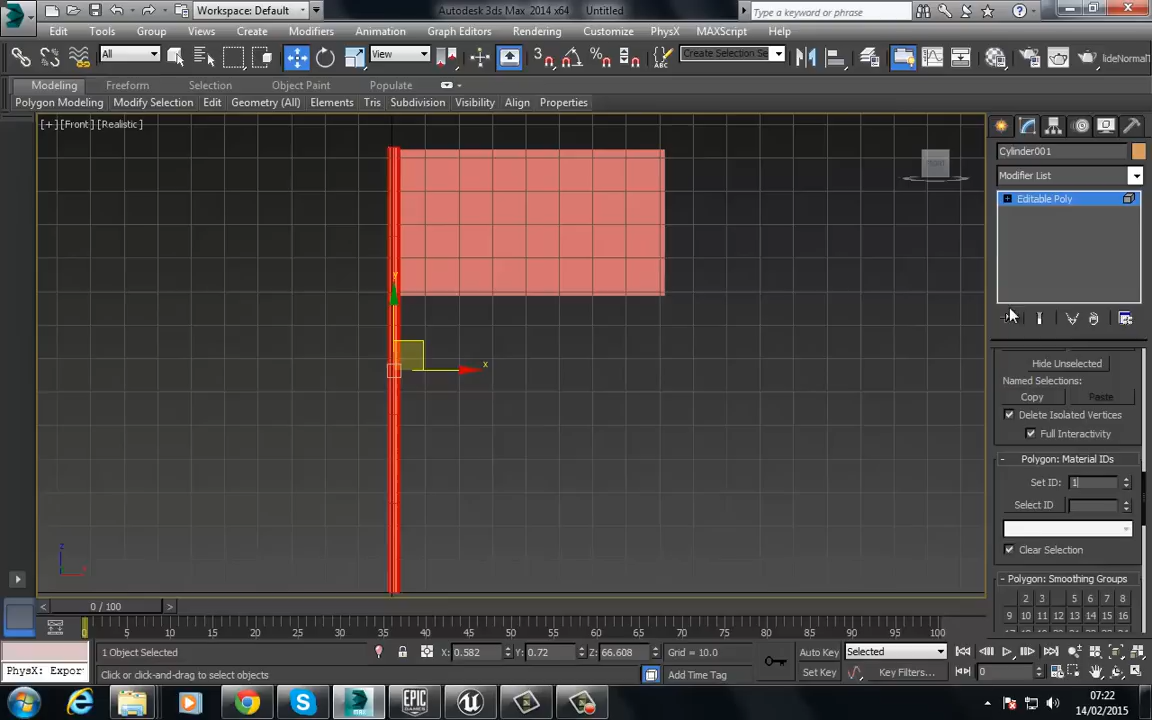 Workspace: Default
Autodesk 3ds Max 2014 x64 Untitled
Type a keyword or phrase
Edit Tools Group Views Create Modifiers Animation Graph Editors Rendering Customize PhysX MAXScript Help
All
View
Create Selection Se
lideNormal
Modeling Freeform Selection Object Paint Populate
Polygon Modeling Modify Selection Edit Geometry (All) Elements Tris Subdivision Visibility Align Properties
[+] [Front] [Realistic]
Cylinder001
Modifier List
Editable Poly
y
x
Hide Unselected
Named Selections:
Copy Paste
Delete Isolated Vertices
Full Interactivity
- Polygon: Material IDs
Set ID: 1
Select ID
Clear Selection
- Polygon: Smoothing Groups
2 3 5 6 7 8
9 10 11 12 13 14 15 16
z
0 / 100
0 5 10 15 20 25 30 35 40 45 50 55 60 65 70 75 80 85 90 95 100
1 Object Selected
X: 0.582 Y: 0.72 Z: 66.608 Grid = 10.0
Auto Key Selected
PhysX: Expor
Click and-drag to select objects
Add Time Tag
Set Key Key Filters... 0
EPIC GAMES
MAX
07:22
14/02/2015